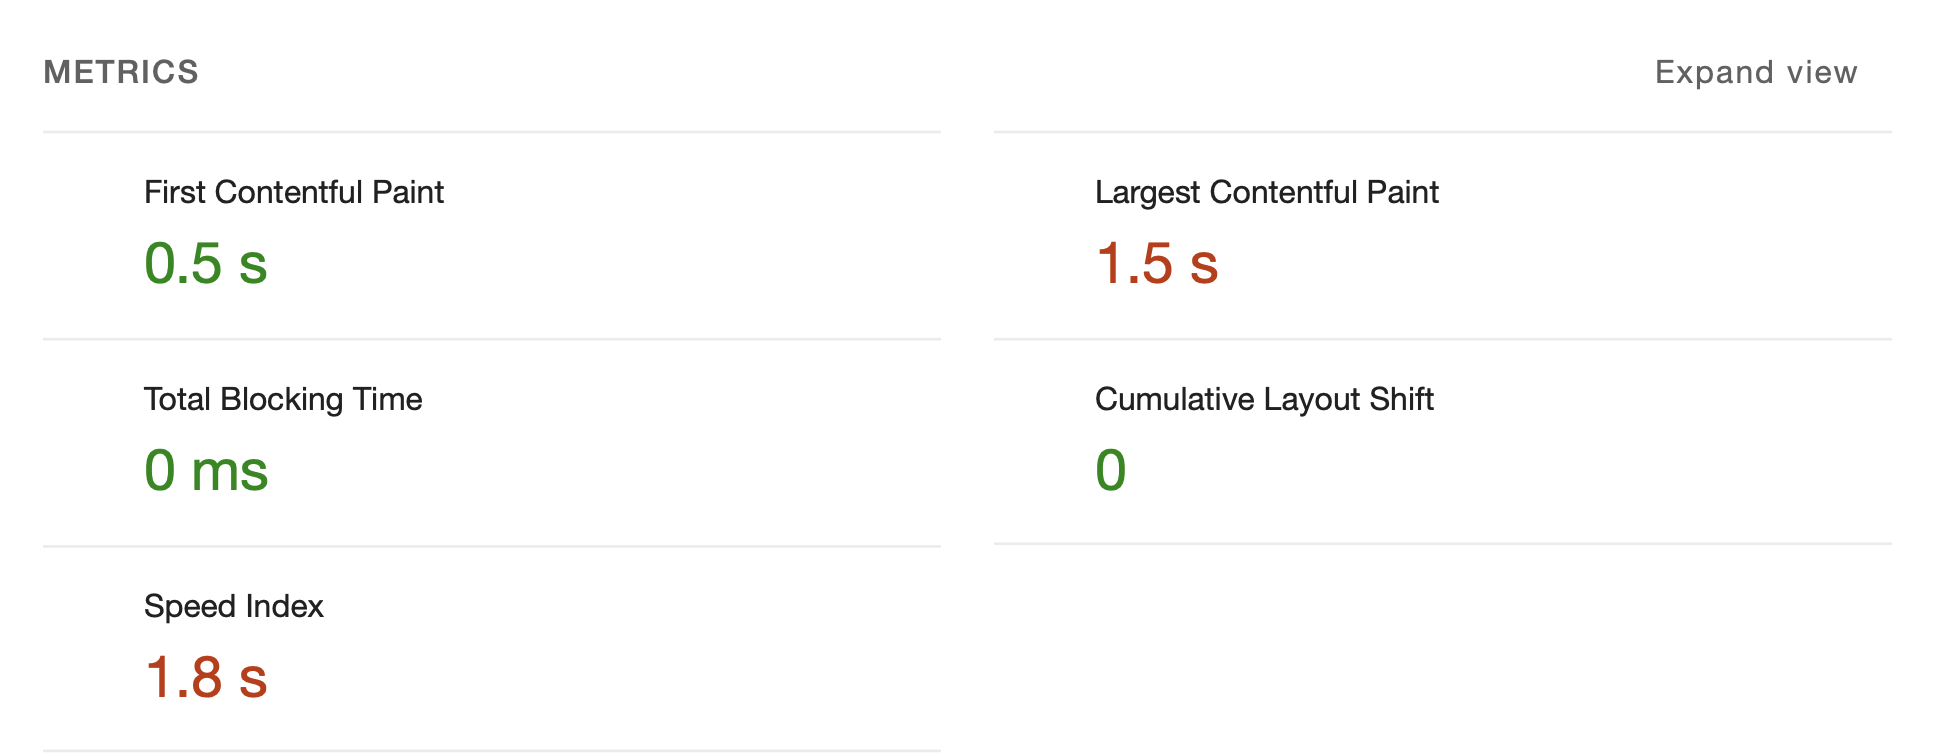 METRICS
Expand view
First Contentful Paint
0.5 s
Largest Contentful Paint
1.5 s
Total Blocking Time
0 ms
Cumulative Layout Shift
0
Speed Index
1.8 s